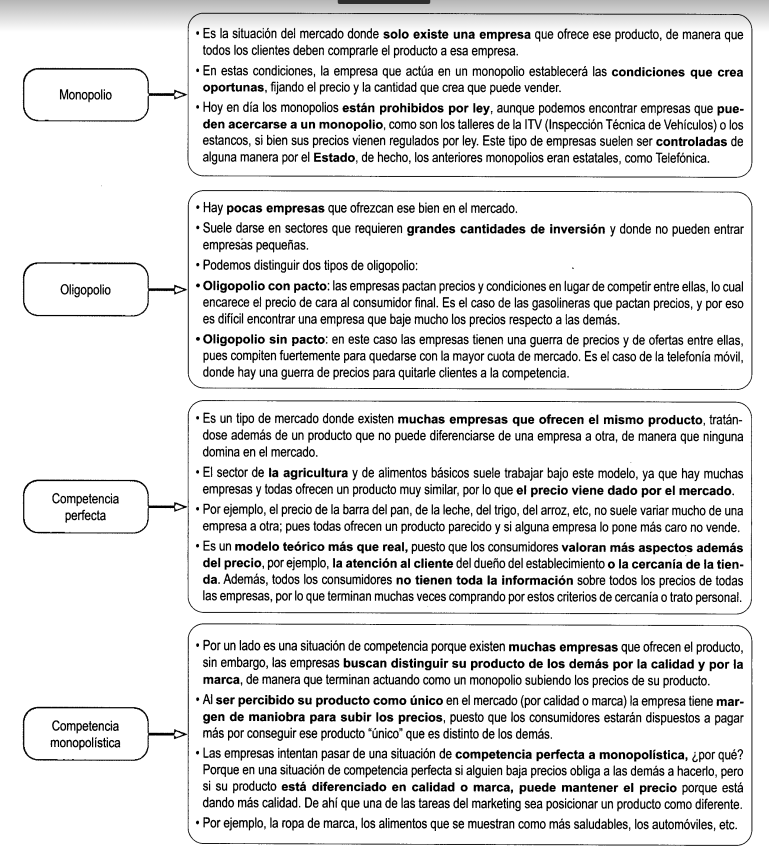 Monopolio
• Es la situación del mercado donde solo existe una empresa que ofrece ese producto, de manera que
todos los clientes deben comprarle el producto a esa empresa.
• En estas condiciones, la empresa que actúa en un monopolio establecerá las condiciones que crea
oportunas, fijando el precio y la cantidad que crea que puede vender.
• Hoy en día los monopolios están prohibidos por ley, aunque podemos encontrar empresas que pue-
den acercarse a un monopolio, como son los talleres de la ITV (Inspección Técnica de Vehículos) o los
estancos, si bien sus precios vienen regulados por ley. Este tipo de empresas suelen ser controladas de
alguna manera por el Estado, de hecho, los anteriores monopolios eran estatales, como Telefónica.
Oligopolio
• Hay pocas empresas que ofrezcan ese bien en el mercado.
• Suele darse en sectores que requieren grandes cantidades de inversión y donde no pueden entrar
empresas pequeñas.
• Podemos distinguir dos tipos de oligopolio:
• Oligopolio con pacto: las empresas pactan precios y condiciones en lugar de competir entre ellas, lo cual
encarece el precio de cara al consumidor final. Es el caso de las gasolineras que pactan precios, y por eso
es difícil encontrar una empresa que baje mucho los precios respecto a las demás.
• Oligopolio sin pacto: en este caso las empresas tienen una guerra de precios y de ofertas entre ellas,
pues compiten fuertemente para quedarse con la mayor cuota de mercado. Es el caso de la telefonía móvil,
donde hay una guerra de precios para quitarle clientes a la competencia.
Competencia
perfecta
• Es un tipo de mercado donde existen muchas empresas que ofrecen el mismo producto, tratán-
dose además de un producto que no puede diferenciarse de una empresa a otra, de manera que ninguna
domina en el mercado.
• El sector de la agricultura y de alimentos básicos suele trabajar bajo este modelo, ya que hay muchas
empresas y todas ofrecen un producto muy similar, por lo que el precio viene dado por el mercado.
• Por ejemplo, el precio de la barra del pan, de la leche, del trigo, del arroz, etc, no suele variar mucho de una
empresa a otra; pues todas ofrecen un producto parecido y si alguna empresa lo pone más caro no vende.
• Es un modelo teórico más que real, puesto que los consumidores valoran más aspectos además
del precio, por ejemplo, la atención al cliente del dueño del establecimiento o la cercanía de la tien-
da. Además, todos los consumidores no tienen toda la información sobre todos los precios de todas
las empresas, por lo que terminan muchas veces comprando por estos criterios de cercanía o trato personal.
Competencia
monopolística
• Por un lado es una situación de competencia porque existen muchas empresas que ofrecen el producto,
sin embargo, las empresas buscan distinguir su producto de los demás por la calidad y por la
marca, de manera que terminan actuando como un monopolio subiendo los precios de su producto.
• Al ser percibido su producto como único en el mercado (por calidad o marca) la empresa tiene mar-
gen de maniobra para subir los precios, puesto que los consumidores estarán dispuestos a pagar
más por conseguir ese producto “único” que es distinto de los demás.
• Las empresas intentan pasar de una situación de competencia perfecta a monopolística, ¿por qué?
Porque en una situación de competencia perfecta si alguien baja precios obliga a las demás a hacerlo, pero
si su producto está diferenciado en calidad o marca, puede mantener el precio porque está
dando más calidad. De ahí que una de las tareas del marketing sea posicionar un producto como diferente.
• Por ejemplo, la ropa de marca, los alimentos que se muestran como más saludables, los automóviles, etc.